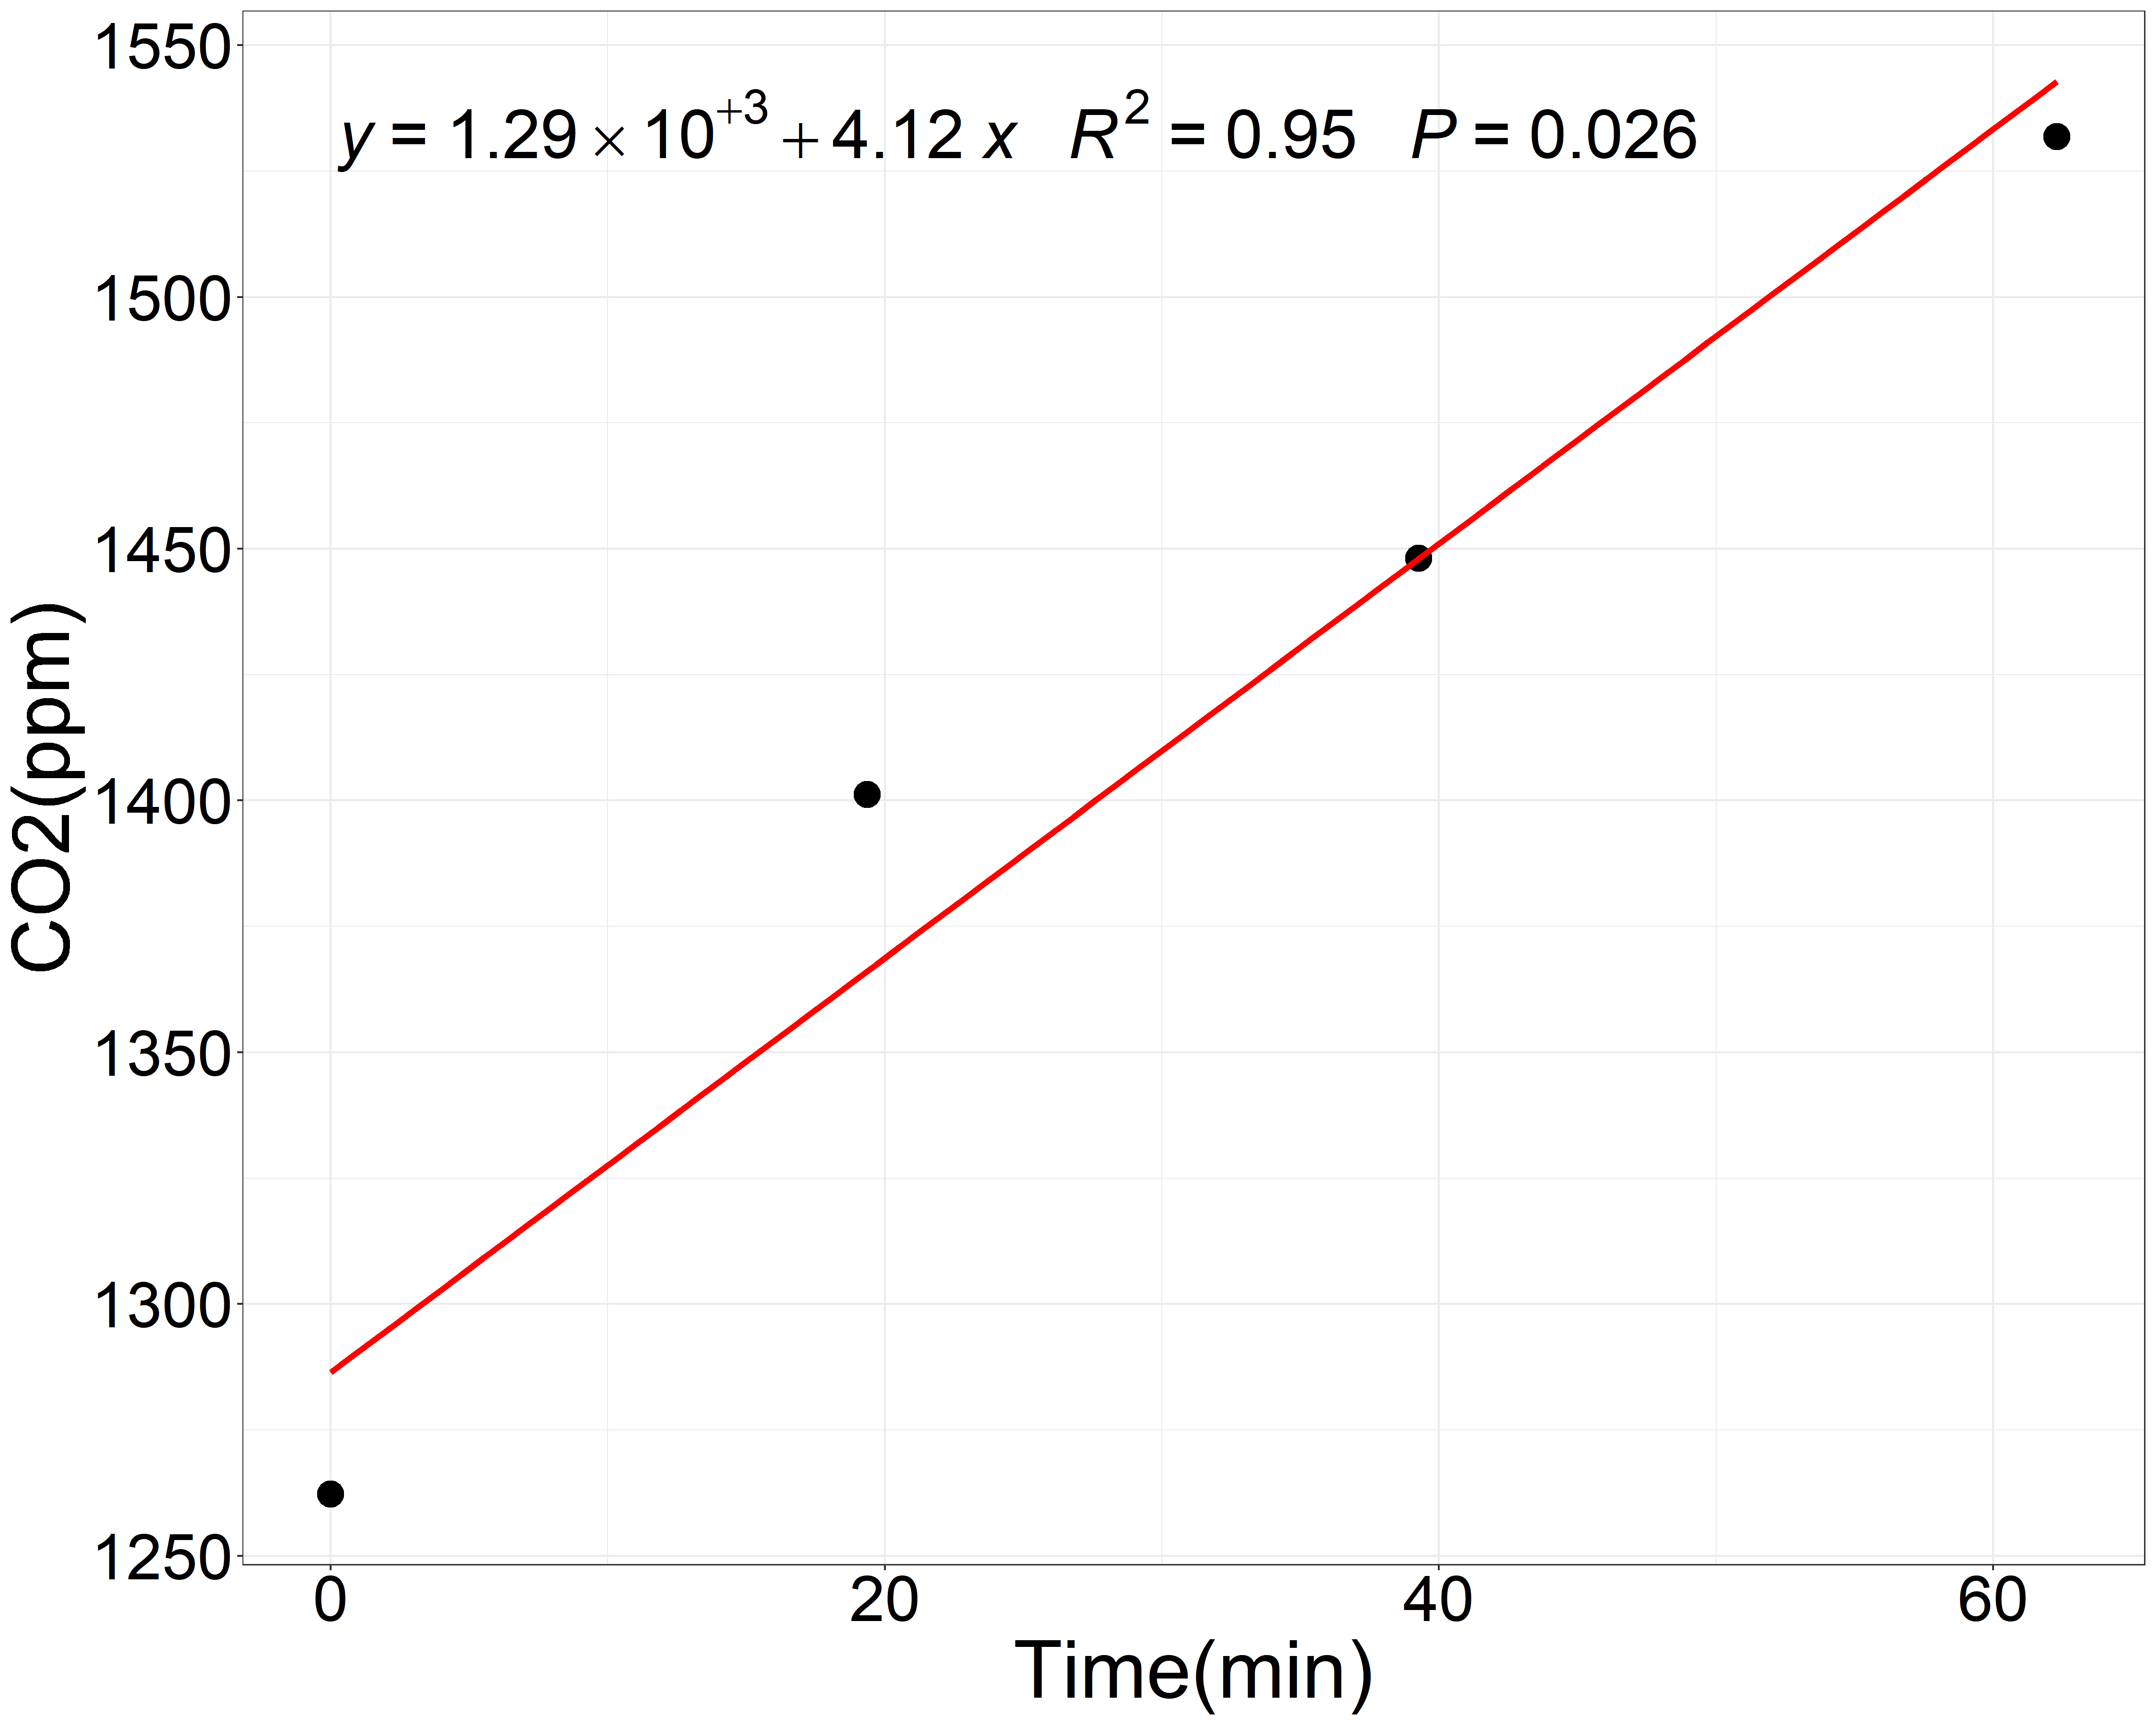 1550
y = 1.29 × 10⁺³ + 4.12 x R² = 0.95 P = 0.026
1500
1450
1400
1350
1300
1250
CO2(ppm)
0 20 40 60
Time(min)